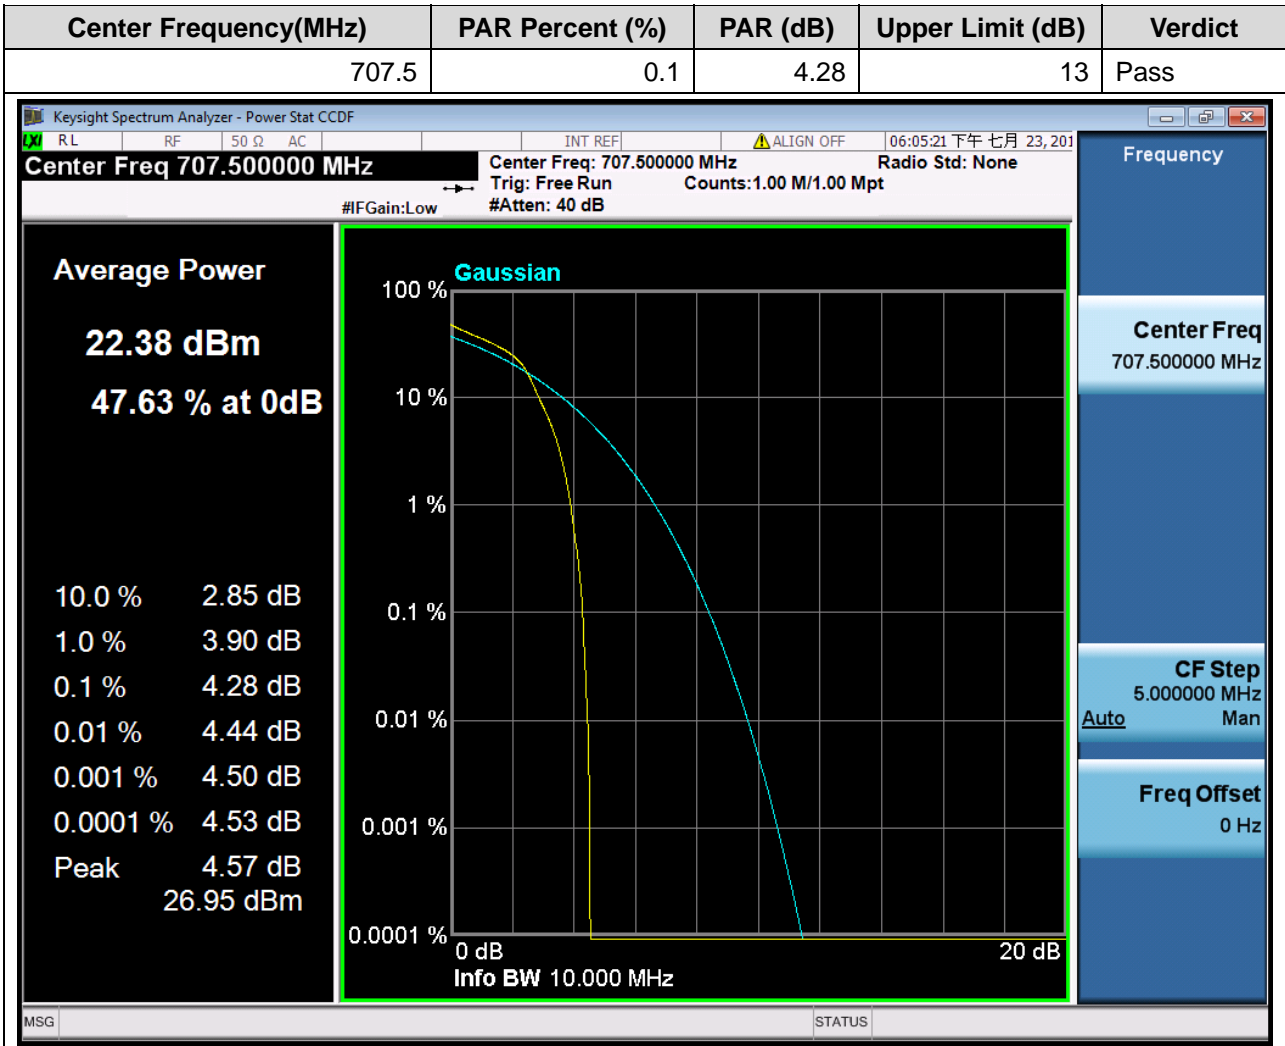 Center Frequency(MHz) PAR Percent (%) PAR (dB) Upper Limit (dB) Verdict
707.5 0.1 4.28 13 Pass
Keysight Spectrum Analyzer - Power Stat CCDF
LXI RL RF 50 Ω AC INT REF ALIGN OFF 06:05:21 下午 七月 23, 201
Center Freq 707.500000 MHz
Center Freq: 707.500000 MHz Radio Std: None
Trig: Free Run Counts:1.00 M/1.00 Mpt
#IFGain:Low #Atten: 40 dB
Frequency
Average Power
22.38 dBm
47.63 % at 0dB
10.0 % 2.85 dB
1.0 % 3.90 dB
0.1 % 4.28 dB
0.01 % 4.44 dB
0.001 % 4.50 dB
0.0001 % 4.53 dB
Peak 4.57 dB
26.95 dBm
Gaussian
100 %
10 %
1 %
0.1 %
0.01 %
0.001 %
0.0001 %
0 dB 20 dB
Info BW 10.000 MHz
Center Freq
707.500000 MHz
CF Step
5.000000 MHz
Auto Man
Freq Offset
0 Hz
MSG STATUS